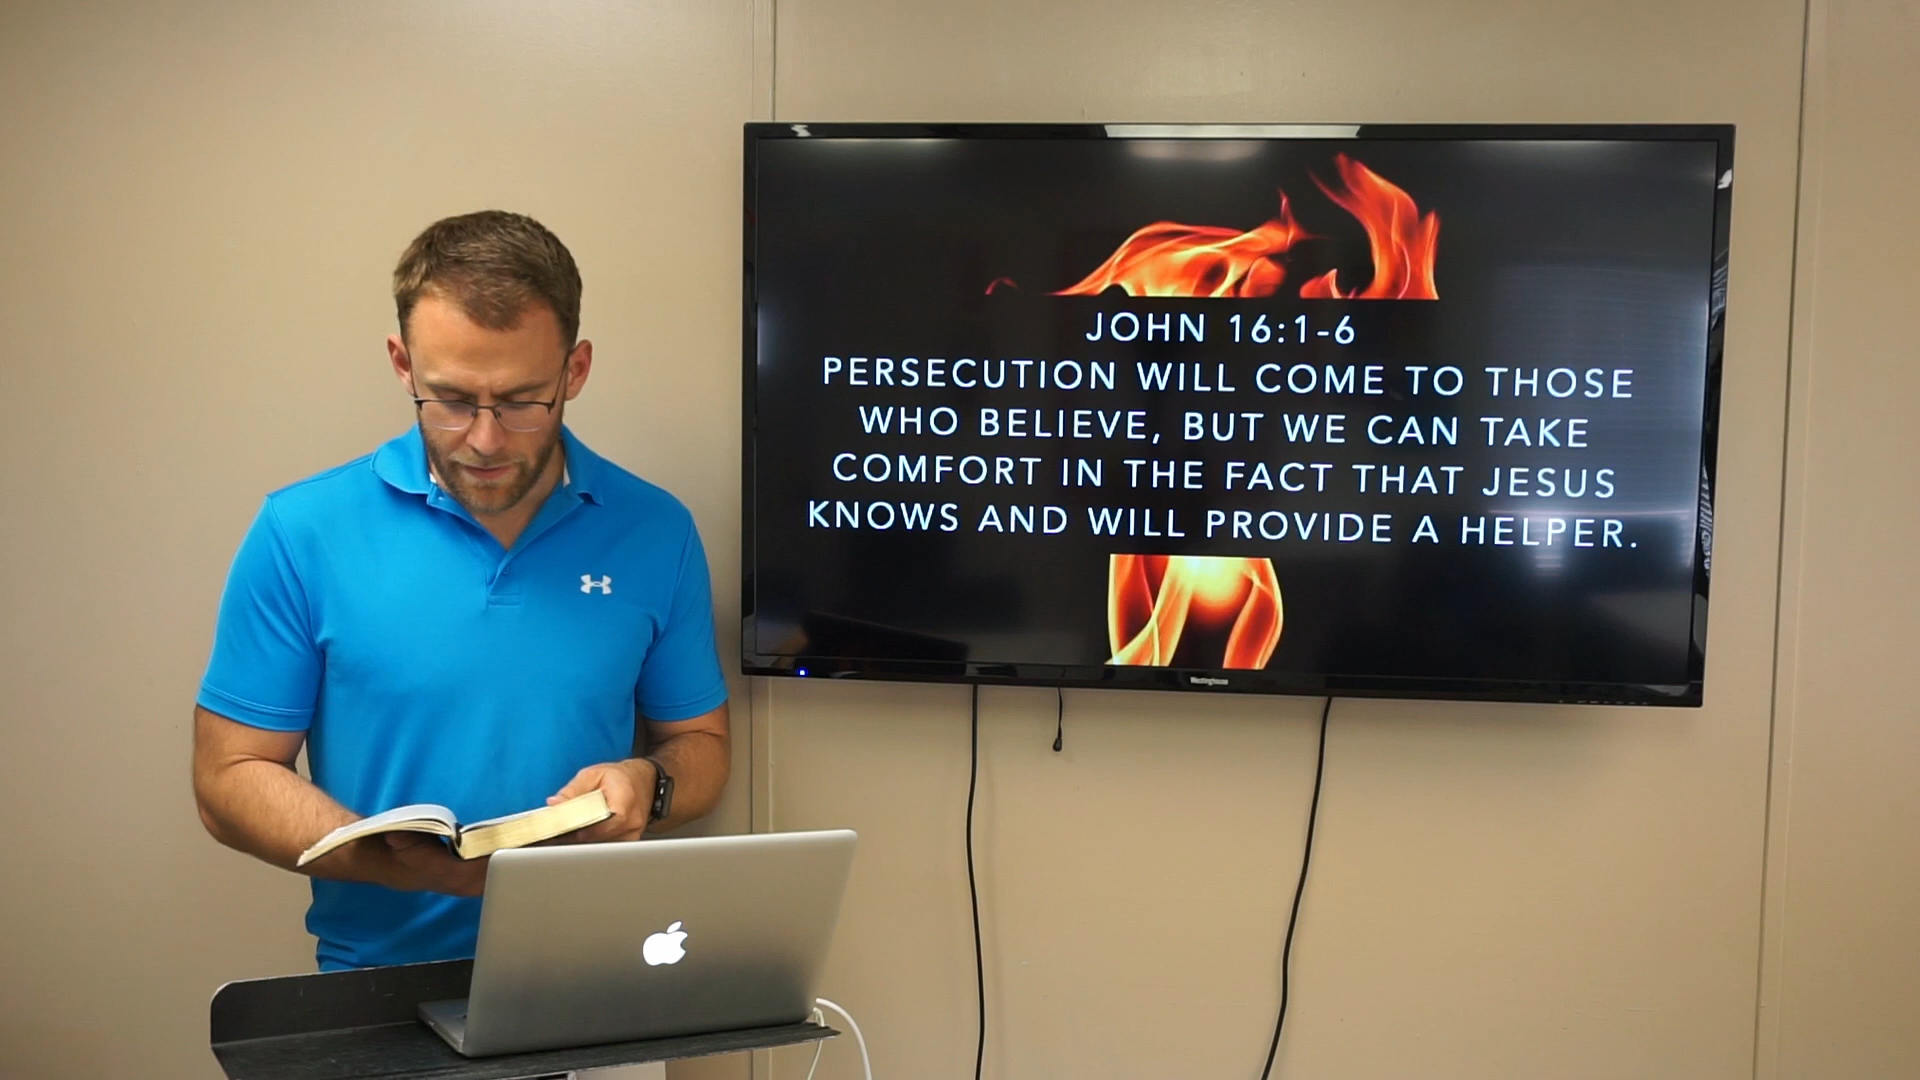 JOHN 16:1-6
PERSECUTION WILL COME TO THOSE
WHO BELIEVE, BUT WE CAN TAKE
COMFORT IN THE FACT THAT JESUS
KNOWS AND WILL PROVIDE A HELPER.
Westinghouse